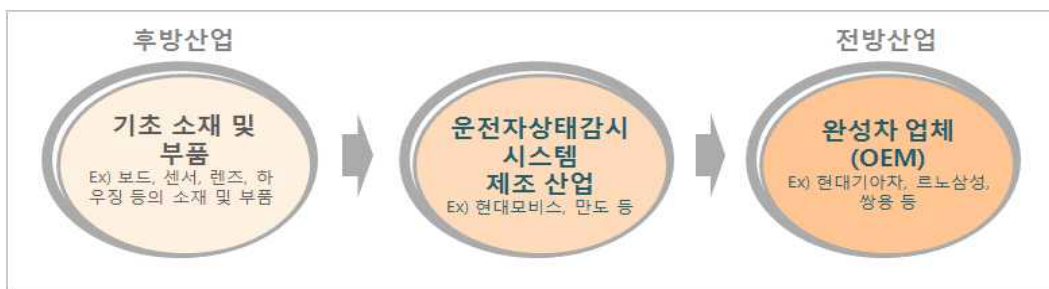 후방산업
전방산업
기초 소재 및
부품
Ex) 보드, 센서, 렌즈, 하
우징 등의 소재 및 부품
운전자상태감시
시스템
제조 산업
Ex) 현대모비스, 만도 등
완성차 업체
(OEM)
Ex) 현대기아자, 르노삼성,
쌍용 등